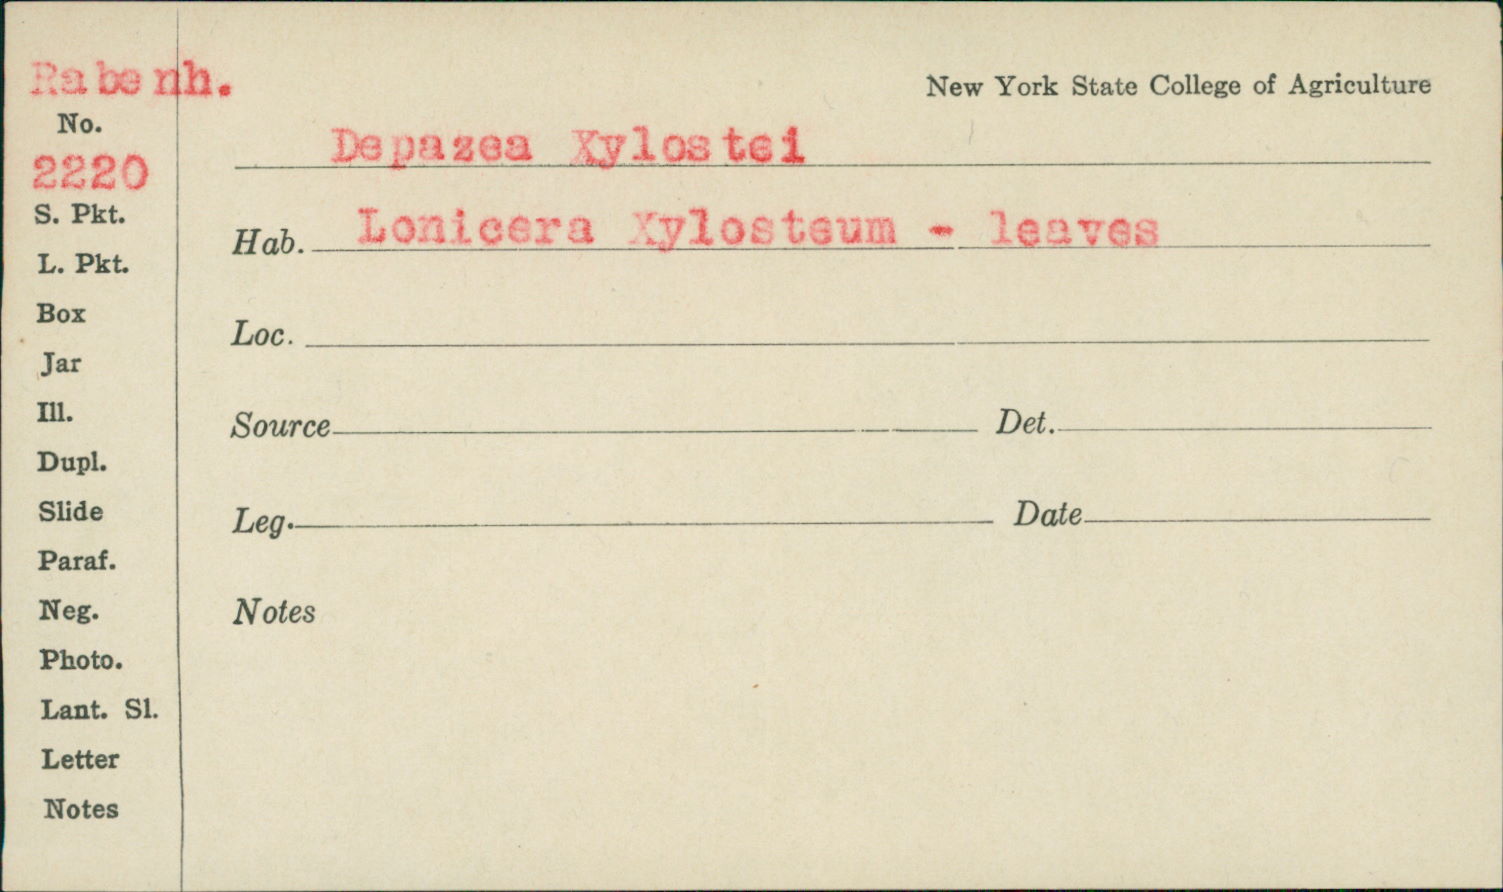 Rabenh.
No.
2220
S. Pkt.
L. Pkt.
Box
Jar
Ill.
Dupl.
Slide
Paraf.
Neg.
Photo.
Lant. Sl.
Letter
Notes
New York State College of Agriculture
Depazea Xylostei
Hab. Lonicera Xylosteum - leaves
Loc.
Source Det.
Leg. Date
Notes